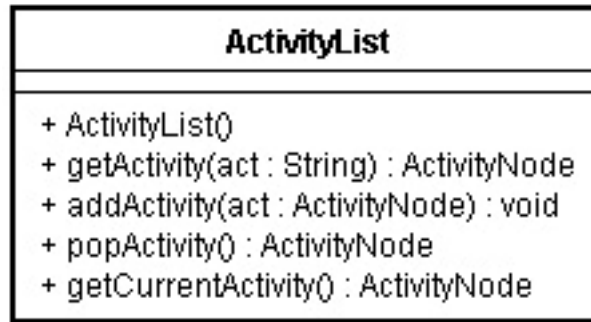 ActivityList
+ ActivityList()
+ getActivity(act : String) : ActivityNode
+ addActivity(act : ActivityNode) : void
+ popActivity() : ActivityNode
+ getCurrentActivity() : ActivityNode